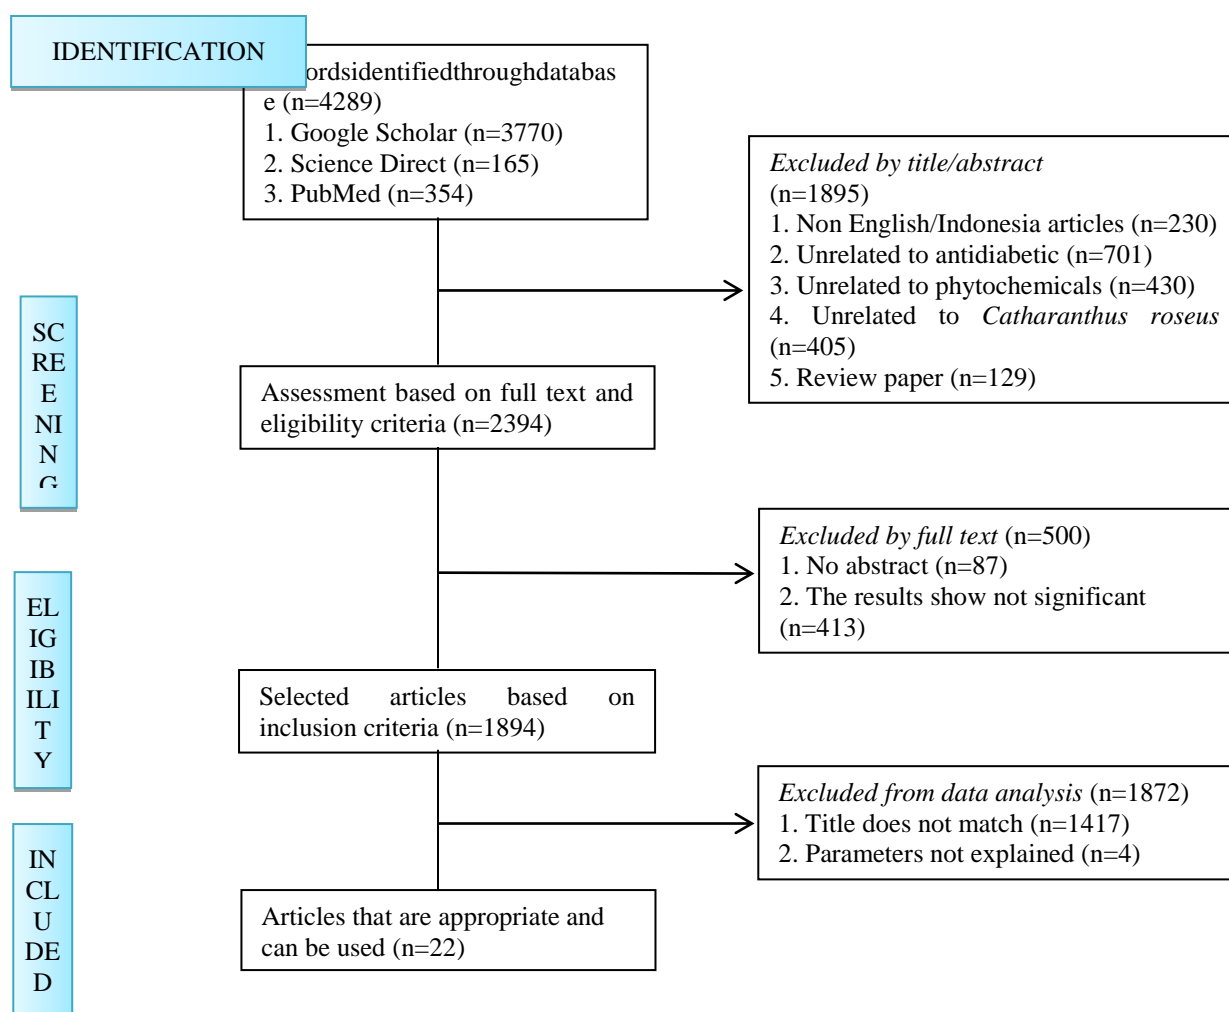 IDENTIFICATION
ordsidentifiedthroughdatabas
e (n=4289)
1. Google Scholar (n=3770)
2. Science Direct (n=165)
3. PubMed (n=354)
Excluded by title/abstract
(n=1895)
1. Non English/Indonesia articles (n=230)
2. Unrelated to antidiabetic (n=701)
3. Unrelated to phytochemicals (n=430)
4. Unrelated to Catharanthus roseus
(n=405)
5. Review paper (n=129)
SC
RE
E
NI
N
G
Assessment based on full text and
eligibility criteria (n=2394)
Excluded by full text (n=500)
1. No abstract (n=87)
2. The results show not significant
(n=413)
EL
IG
IB
ILI
T
Y
Selected articles based on
inclusion criteria (n=1894)
Excluded from data analysis (n=1872)
1. Title does not match (n=1417)
2. Parameters not explained (n=4)
IN
CL
U
DE
D
Articles that are appropriate and
can be used (n=22)